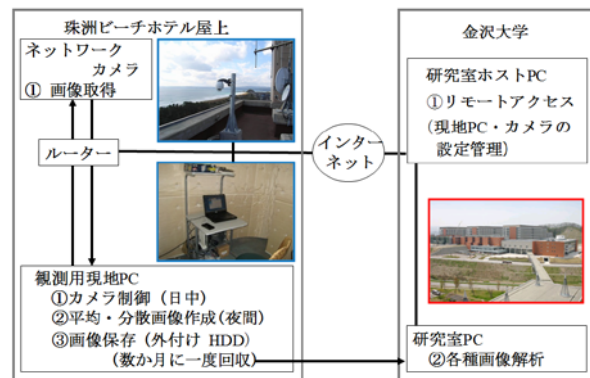 珠洲ビーチホテル屋上
ネットワーク
カメラ
① 画像取得
ルーター
観測用現地PC
①カメラ制御（日中）
②平均・分散画像作成(夜間)
③画像保存（外付け HDD）
(数か月に一度回収)
インター
ネット
金沢大学
研究室ホストPC
①リモートアクセス
(現地PC・カメラの
設定管理)
研究室PC
②各種画像解析